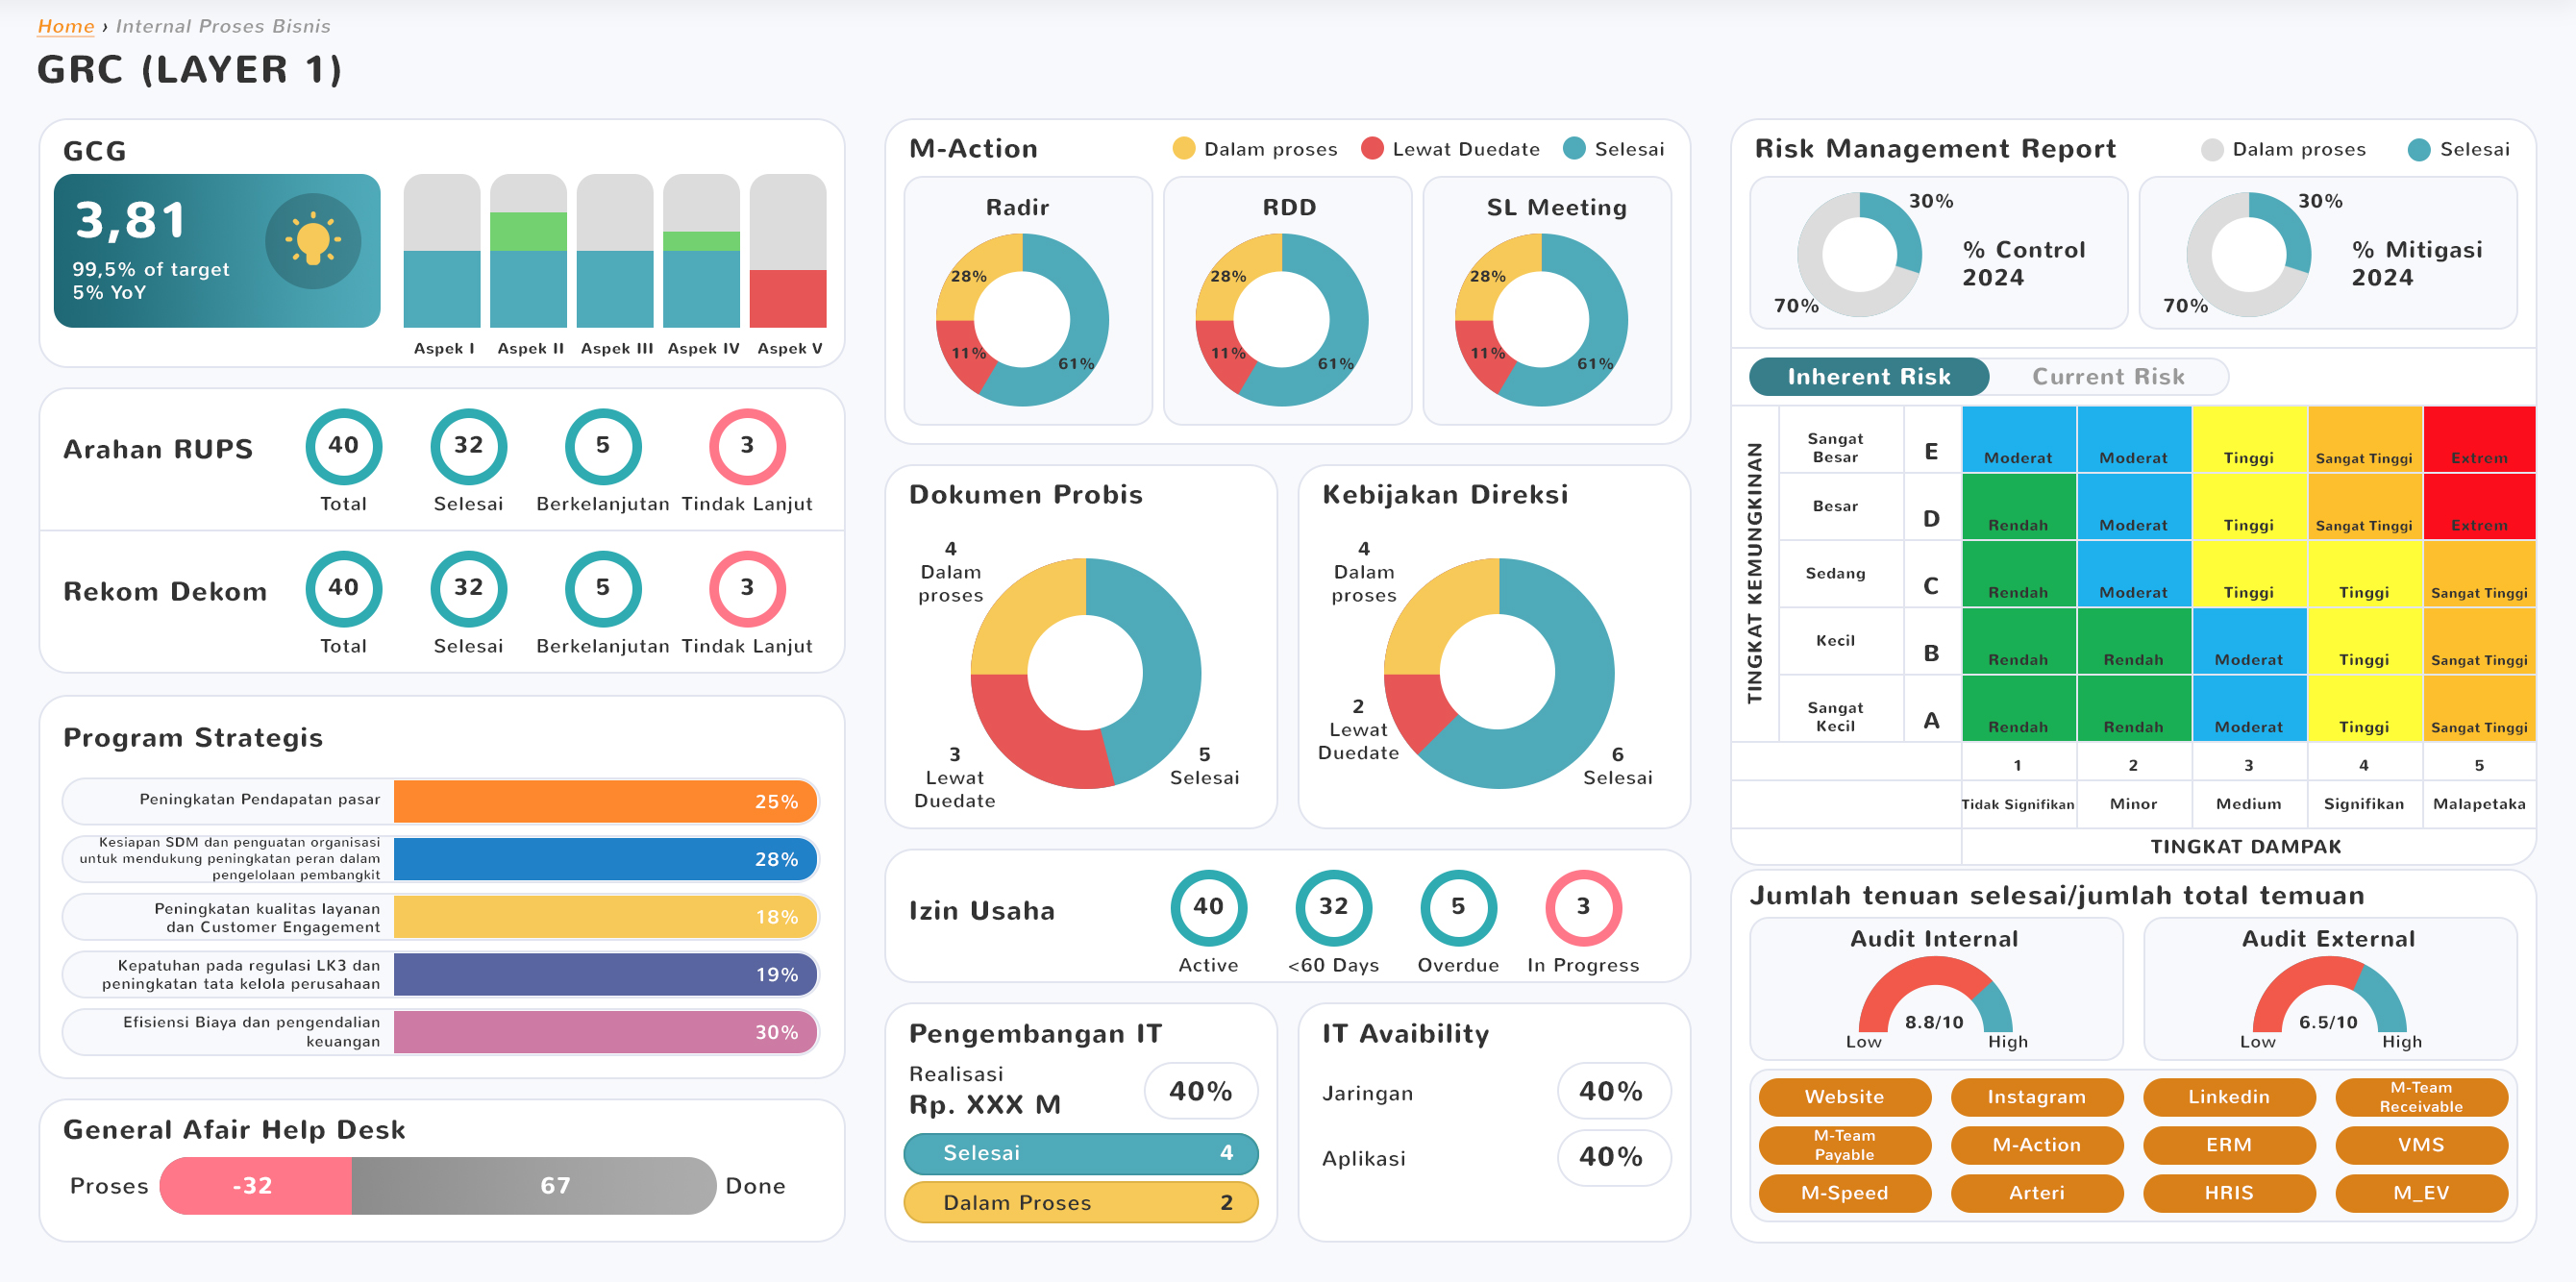 Home › Internal Proses Bisnis
GRC (LAYER 1)
GCG
3,81
99,5% of target
5% YoY
Aspek I
Aspek II
Aspek III
Aspek IV
Aspek V
Arahan RUPS
40
Total
32
Selesai
5
Berkelanjutan
3
Tindak Lanjut
Rekom Dekom
40
Total
32
Selesai
5
Berkelanjutan
3
Tindak Lanjut
Program Strategis
Peningkatan Pendapatan pasar
25%
Kesiapan SDM dan penguatan organisasi
untuk mendukung peningkatan peran dalam
pengelolaan pembangkit
28%
Peningkatan kualitas layanan
dan Customer Engagement
18%
Kepatuhan pada regulasi LK3 dan
peningkatan tata kelola perusahaan
19%
Efisiensi Biaya dan pengendalian
keuangan
30%
General Afair Help Desk
Proses
-32
67
Done
M-Action
Dalam proses
Lewat Duedate
Selesai
Radir
28%
11%
61%
RDD
28%
11%
61%
SL Meeting
28%
11%
61%
Dokumen Probis
4
Dalam
proses
3
Lewat
Duedate
5
Selesai
Kebijakan Direksi
4
Dalam
proses
2
Lewat
Duedate
6
Selesai
Izin Usaha
40
Active
32
<60 Days
5
Overdue
3
In Progress
Pengembangan IT
Realisasi
Rp. XXX M
40%
Selesai 4
Dalam Proses 2
IT Avaibility
Jaringan
40%
Aplikasi
40%
Risk Management Report
Dalam proses
Selesai
30%
70%
% Control
2024
30%
70%
% Mitigasi
2024
Inherent Risk
Current Risk
TINGKAT KEMUNGKINAN
Sangat
Besar
E
Moderat
Moderat
Tinggi
Sangat Tinggi
Extrem
Besar
D
Rendah
Moderat
Tinggi
Sangat Tinggi
Extrem
Sedang
C
Rendah
Moderat
Tinggi
Tinggi
Sangat Tinggi
Kecil
B
Rendah
Rendah
Moderat
Tinggi
Sangat Tinggi
Sangat
Kecil
A
Rendah
Rendah
Moderat
Tinggi
Sangat Tinggi
1
2
3
4
5
Tidak Signifikan
Minor
Medium
Signifikan
Malapetaka
TINGKAT DAMPAK
Jumlah tenuan selesai/jumlah total temuan
Audit Internal
8.8/10
Low
High
Audit External
6.5/10
Low
High
Website
Instagram
Linkedin
M-Team
Receivable
M-Team
Payable
M-Action
ERM
VMS
M-Speed
Arteri
HRIS
M_EV